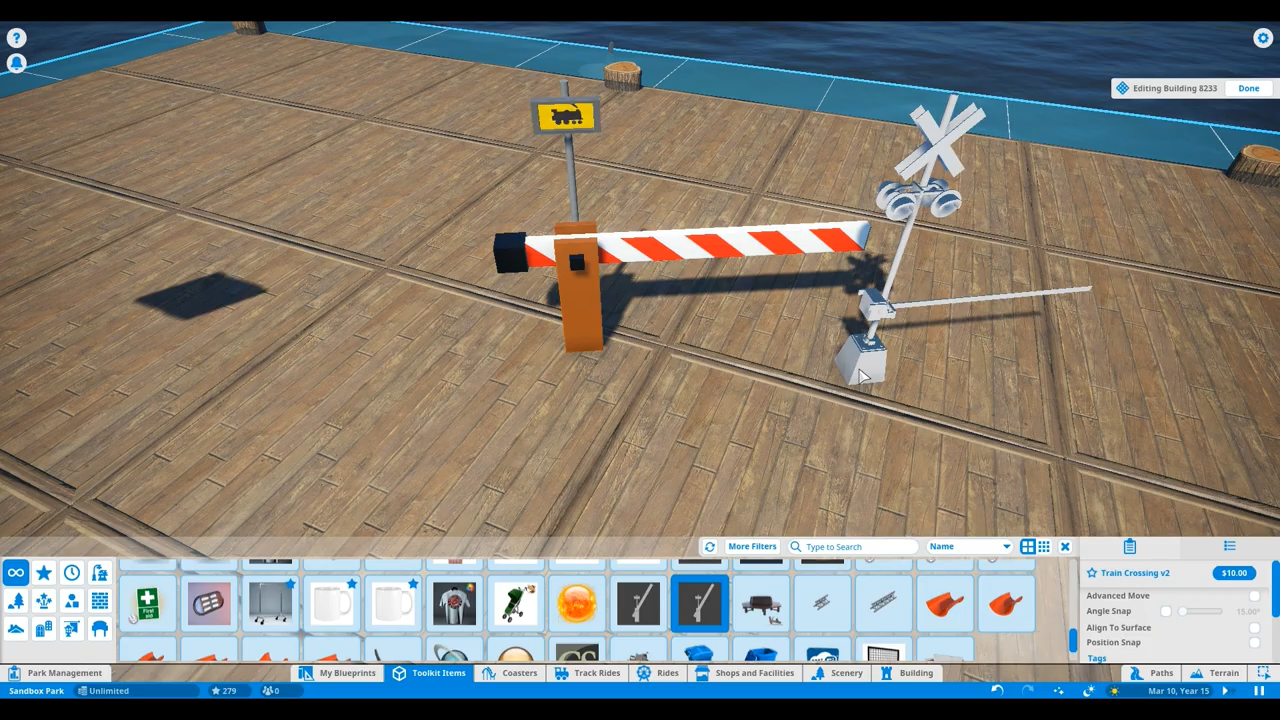 Editing Building 8233
Done
More Filters
Type to Search
Name
Train Crossing v2
$10.00
First aid
Advanced Move
Angle Snap
15.00°
Align To Surface
Position Snap
Tags
Park Management
My Blueprints
Toolkit Items
Coasters
Track Rides
Rides
Shops and Facilities
Scenery
Building
Paths
Terrain
Sandbox Park
Unlimited
279
0
Mar 10, Year 15